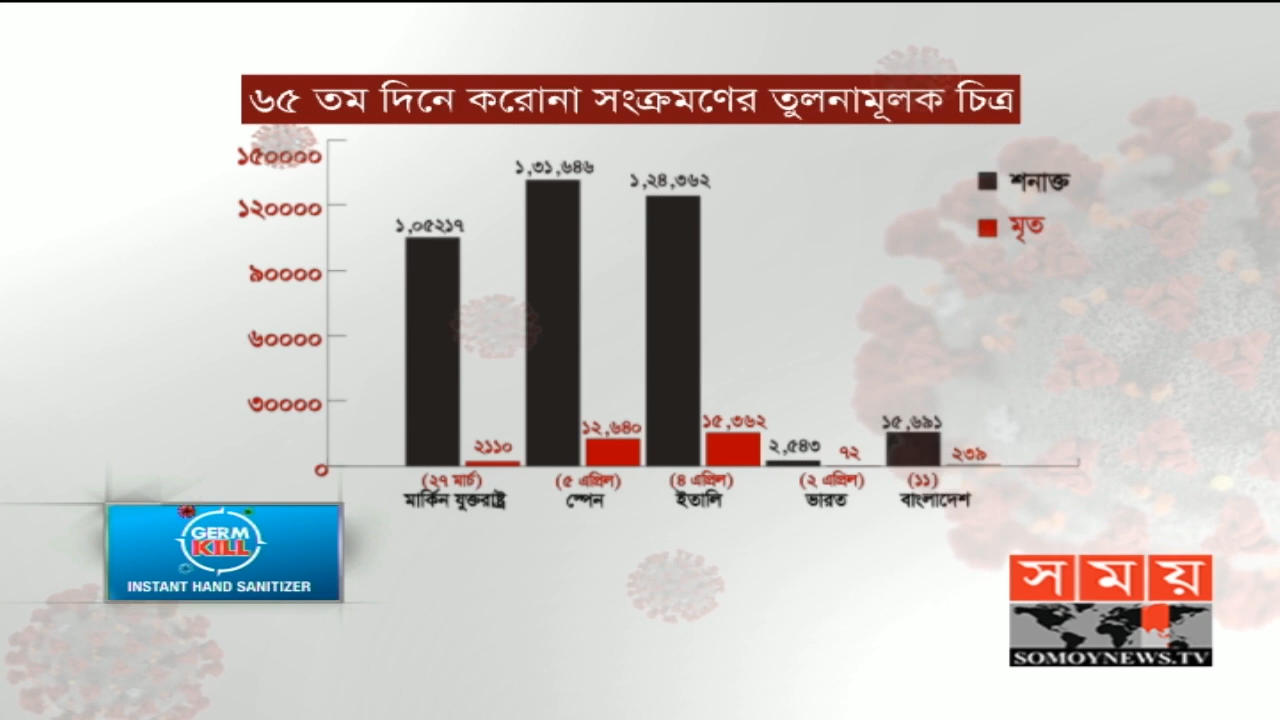 ৬৫ তম দিনে করোনা সংক্রমণের তুলনামূলক চিত্র
১৫০০০০
১২০০০০
৯০০০০
৬০০০০
৩০০০০
০
শনাক্ত
মৃত
১,০৫২১৭
২১১০
১,৩১,৬৪৬
১২,৬৪০
১,২৪,৩৬২
১৫,৩৬২
২,৫৪৩
৭২
১৫,৬৯১
২৩৯
(২৭ মার্চ) (৫ এপ্রিল) (৪ এপ্রিল) (২ এপ্রিল) (১১)
মার্কিন যুক্তরাষ্ট্র স্পেন ইতালি ভারত বাংলাদেশ
GERM
KILL
INSTANT HAND SANITIZER
সময়
SOMOYNEWS.TV